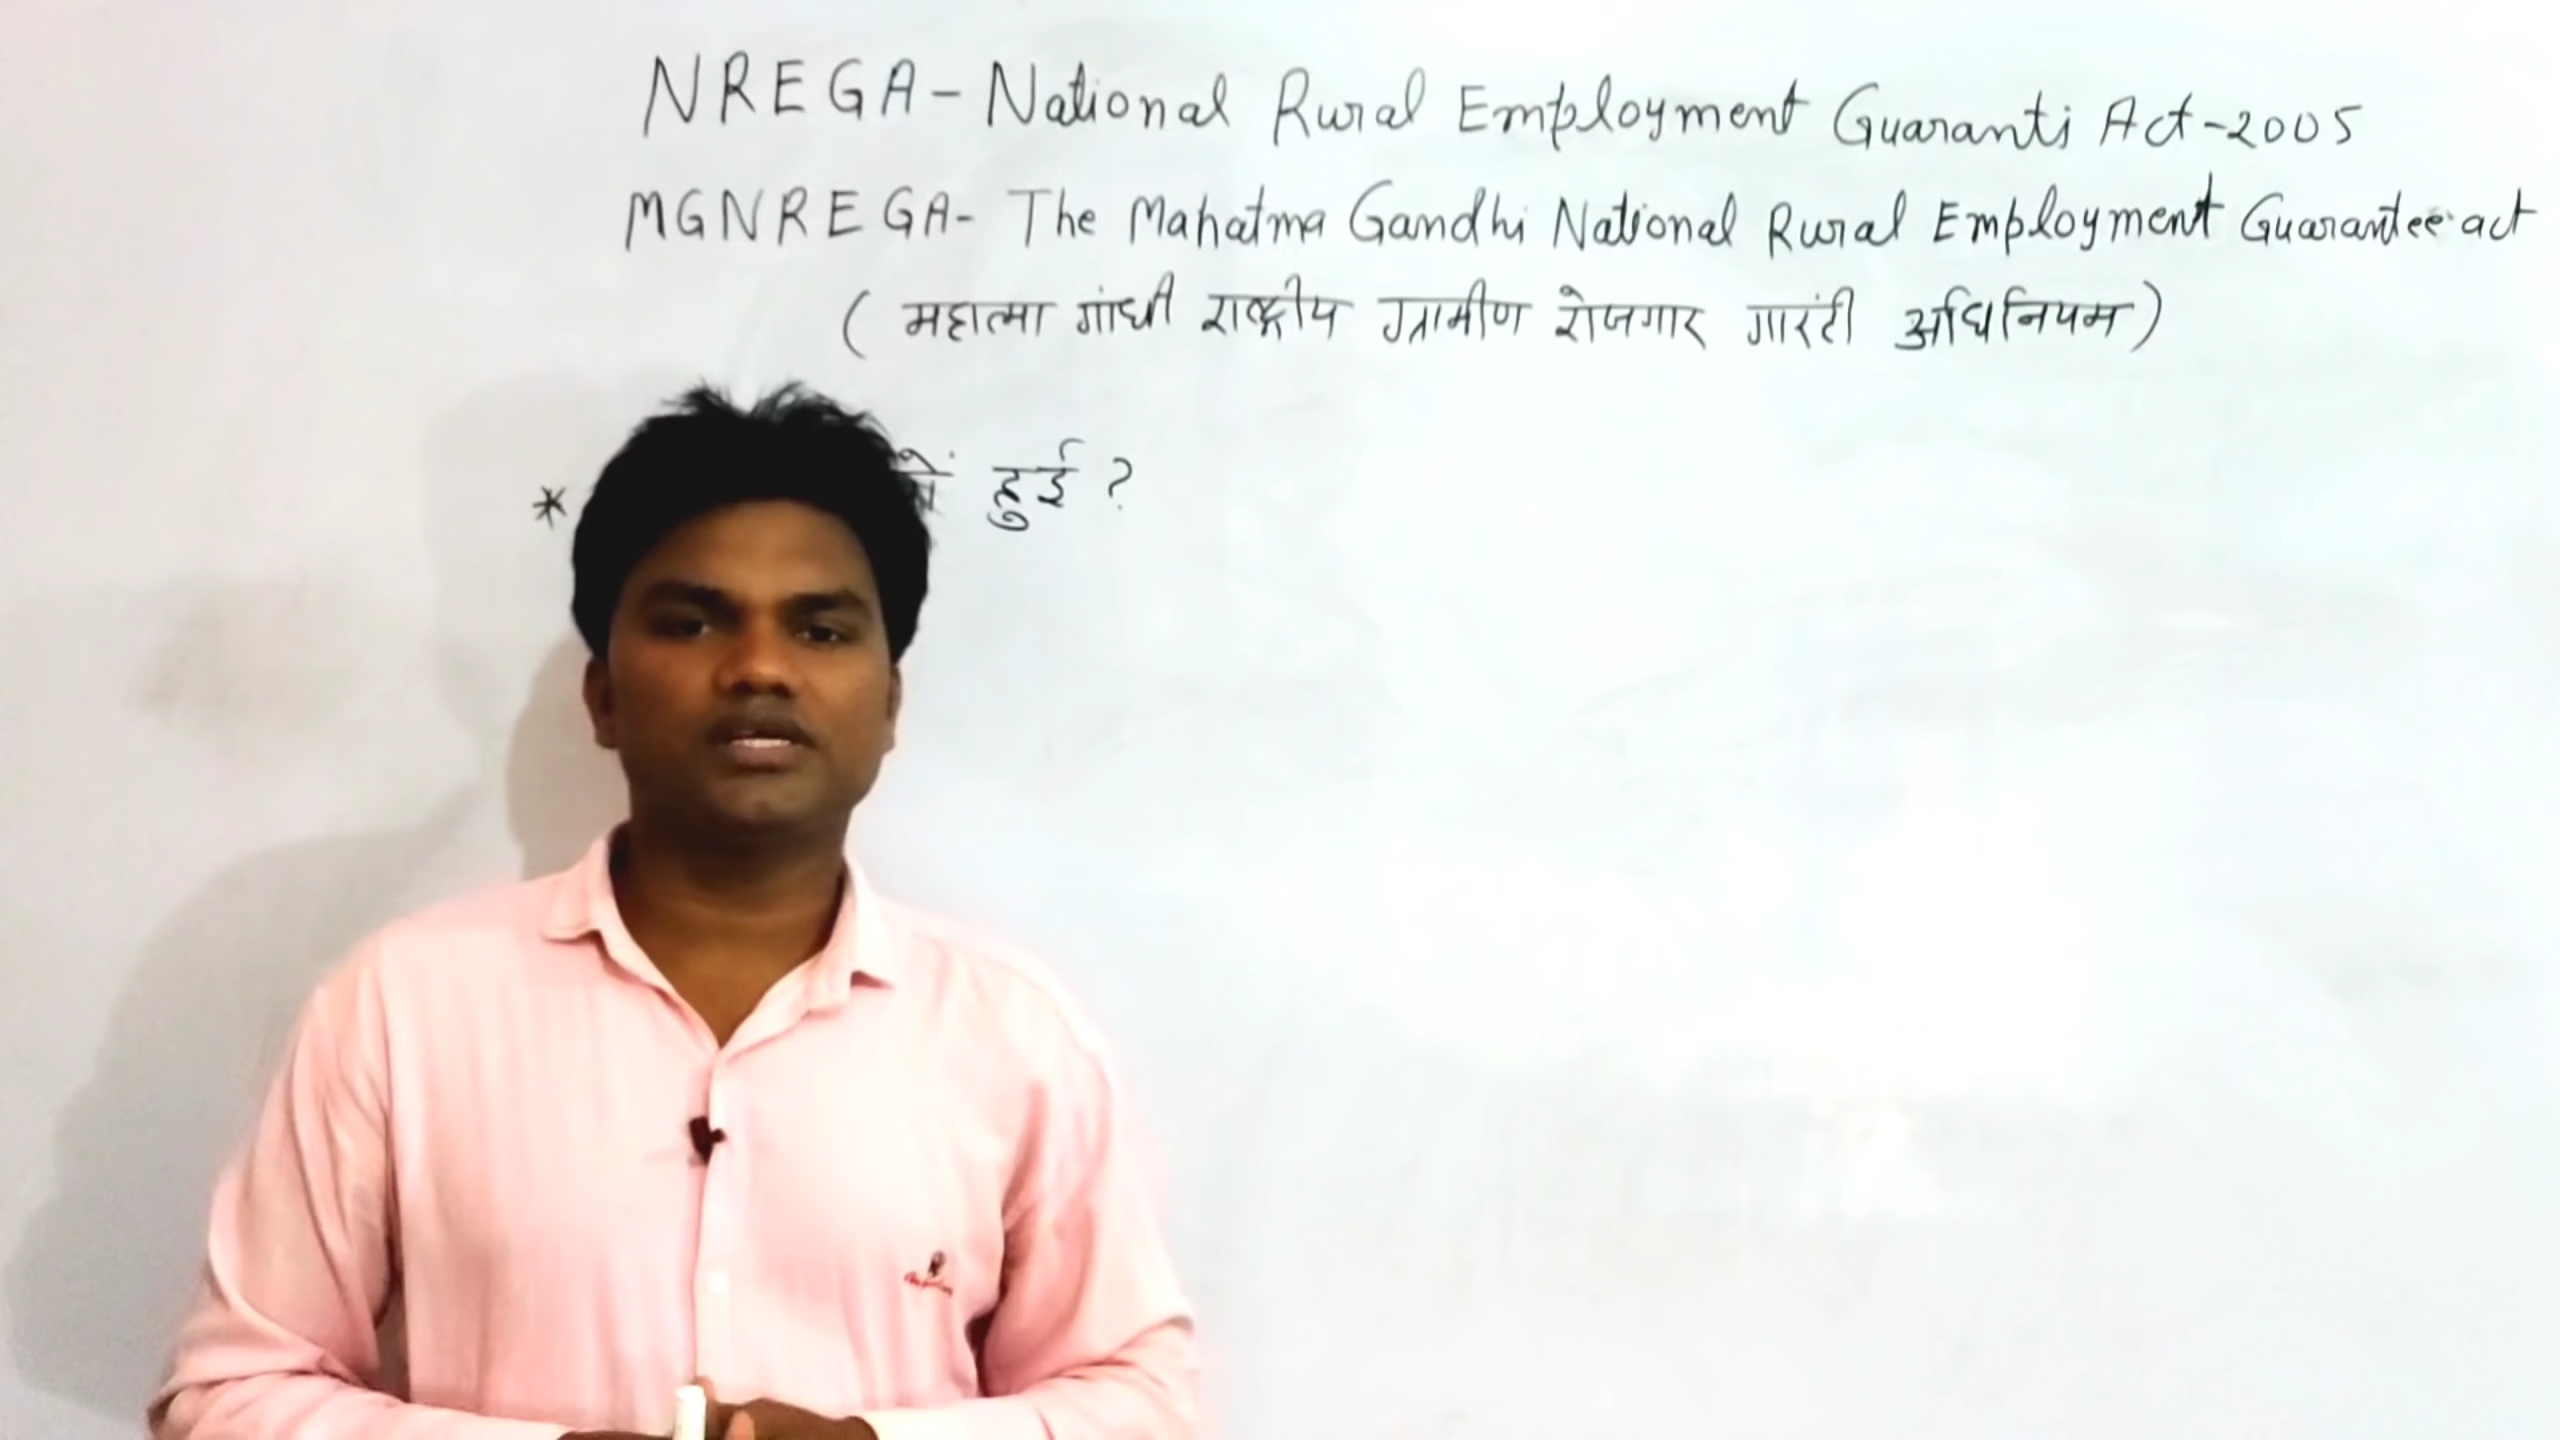 NREGA - National Rural Employment Guaranti Act-2005
MGNREGA- The Mahatma Gandhi National Rural Employment Guarantee act
( महात्मा गांधी राष्ट्रीय ग्रामीण रोजगार गारंटी अधिनियम )
* में हुई ?